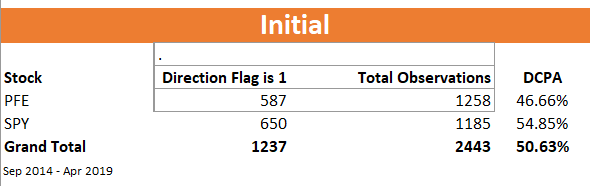 Initial
.
Stock Direction Flag is 1 Total Observations DCPA
PFE 587 1258 46.66%
SPY 650 1185 54.85%
Grand Total 1237 2443 50.63%
Sep 2014 - Apr 2019